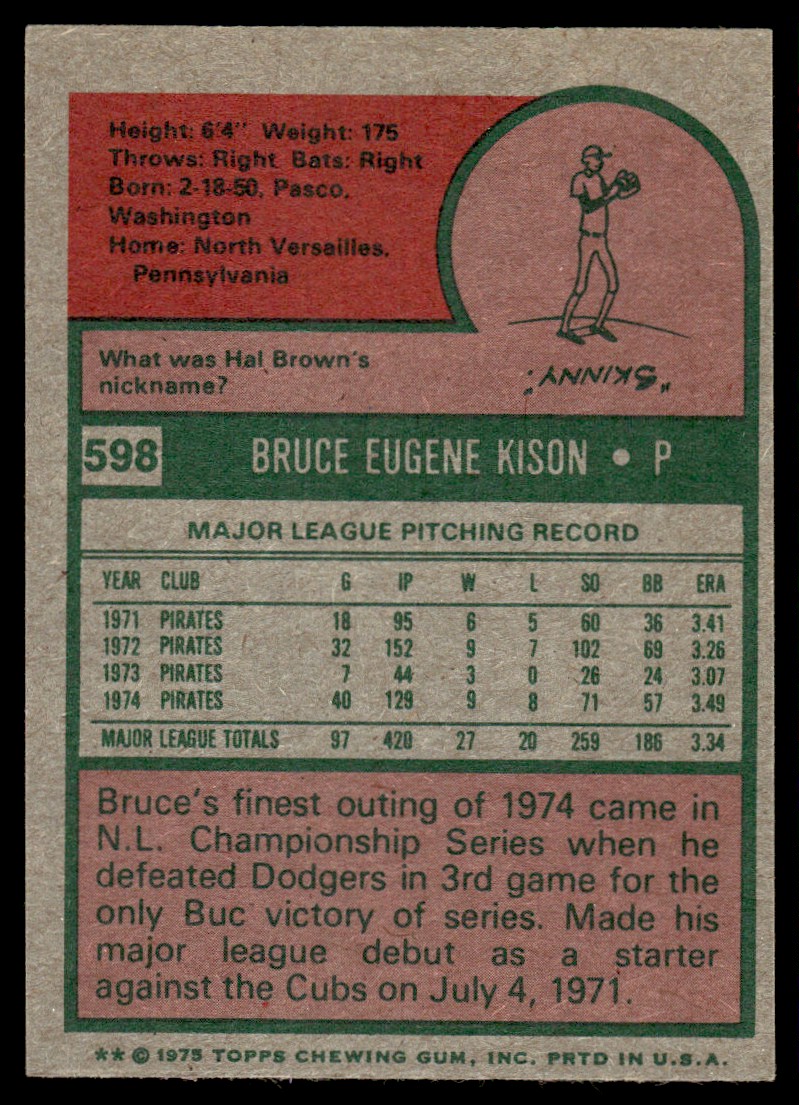 Height: 6'4" Weight: 175
Throws: Right Bats: Right
Born: 2-18-50, Pasco,
Washington
Home: North Versailles,
Pennsylvania
What was Hal Brown's
nickname?
"SKINNY."
598 BRUCE EUGENE KISON • P
MAJOR LEAGUE PITCHING RECORD
YEAR CLUB G IP W L SO BB ERA
1971 PIRATES 18 95 6 5 60 36 3.41
1972 PIRATES 32 152 9 7 102 69 3.26
1973 PIRATES 7 44 3 0 26 24 3.07
1974 PIRATES 40 129 9 8 71 57 3.49
MAJOR LEAGUE TOTALS 97 420 27 20 259 186 3.34
Bruce's finest outing of 1974 came in
N.L. Championship Series when he
defeated Dodgers in 3rd game for the
only Buc victory of series. Made his
major league debut as a starter
against the Cubs on July 4, 1971.
** © 1975 TOPPS CHEWING GUM, INC. PRTD IN U.S.A.